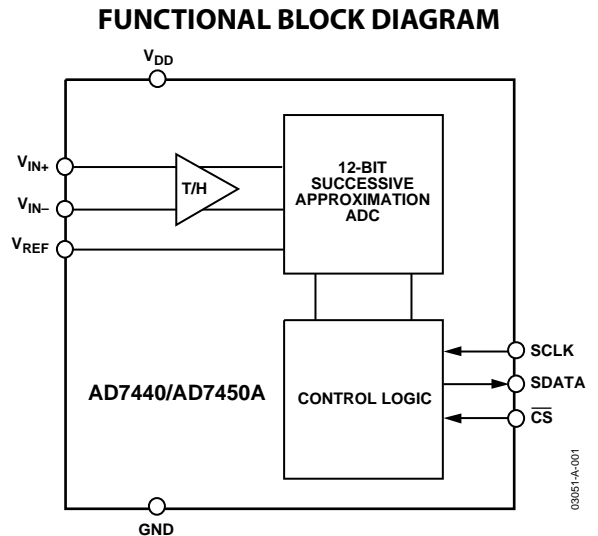 FUNCTIONAL BLOCK DIAGRAM
VDD
VIN+
VIN–
VREF
T/H
12-BIT
SUCCESSIVE
APPROXIMATION
ADC
AD7440/AD7450A
CONTROL LOGIC
SCLK
SDATA
C̅S̅
GND
03051-A-001